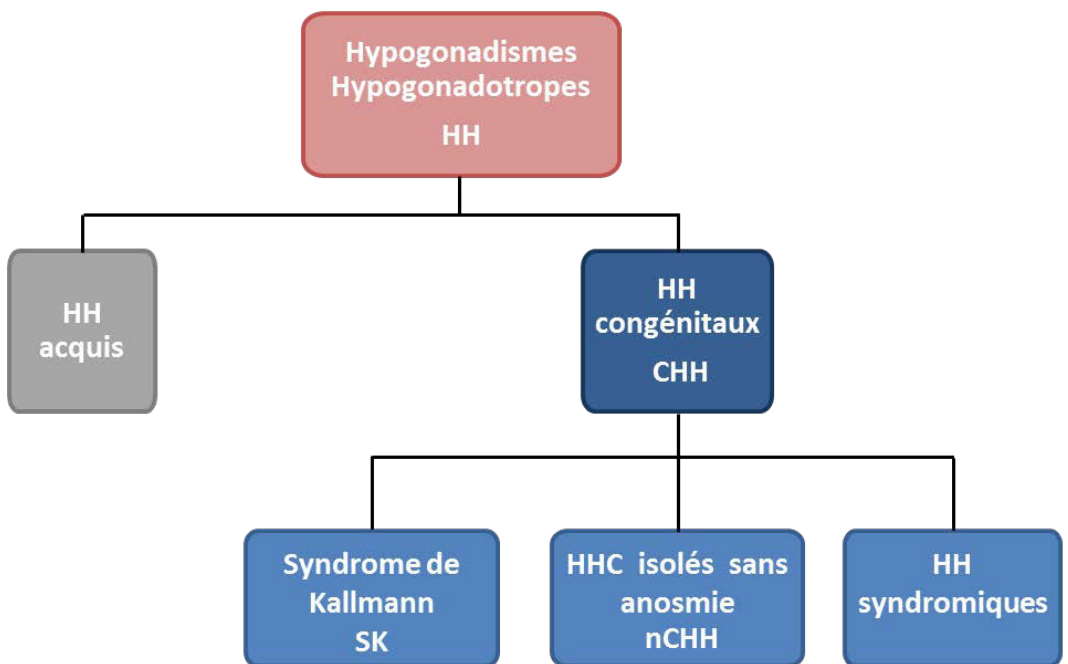 Hypogonadismes
Hypogonadotropes
HH
HH
acquis
HH
congénitaux
CHH
Syndrome de
Kallmann
SK
HHC isolés sans
anosmie
nCHH
HH
syndromiques